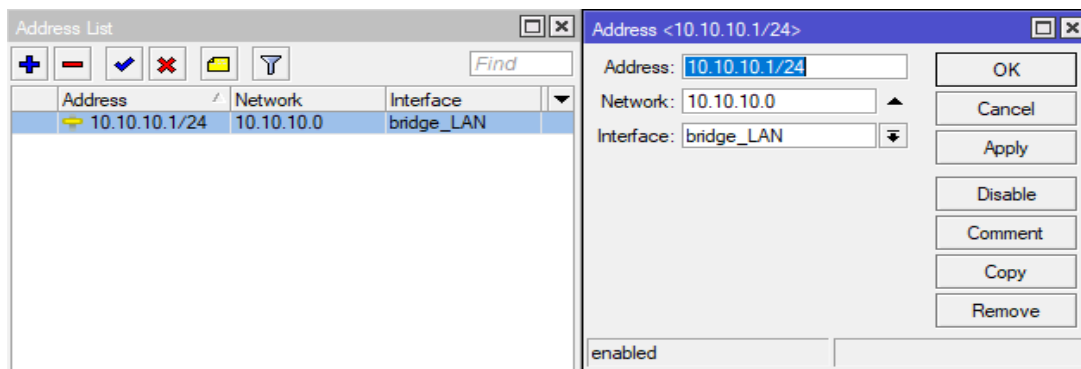 Address List
Find
Address Network Interface
10.10.10.1/24 10.10.10.0 bridge_LAN
Address <10.10.10.1/24>
Address: 10.10.10.1/24
Network: 10.10.10.0
Interface: bridge_LAN
OK
Cancel
Apply
Disable
Comment
Copy
Remove
enabled